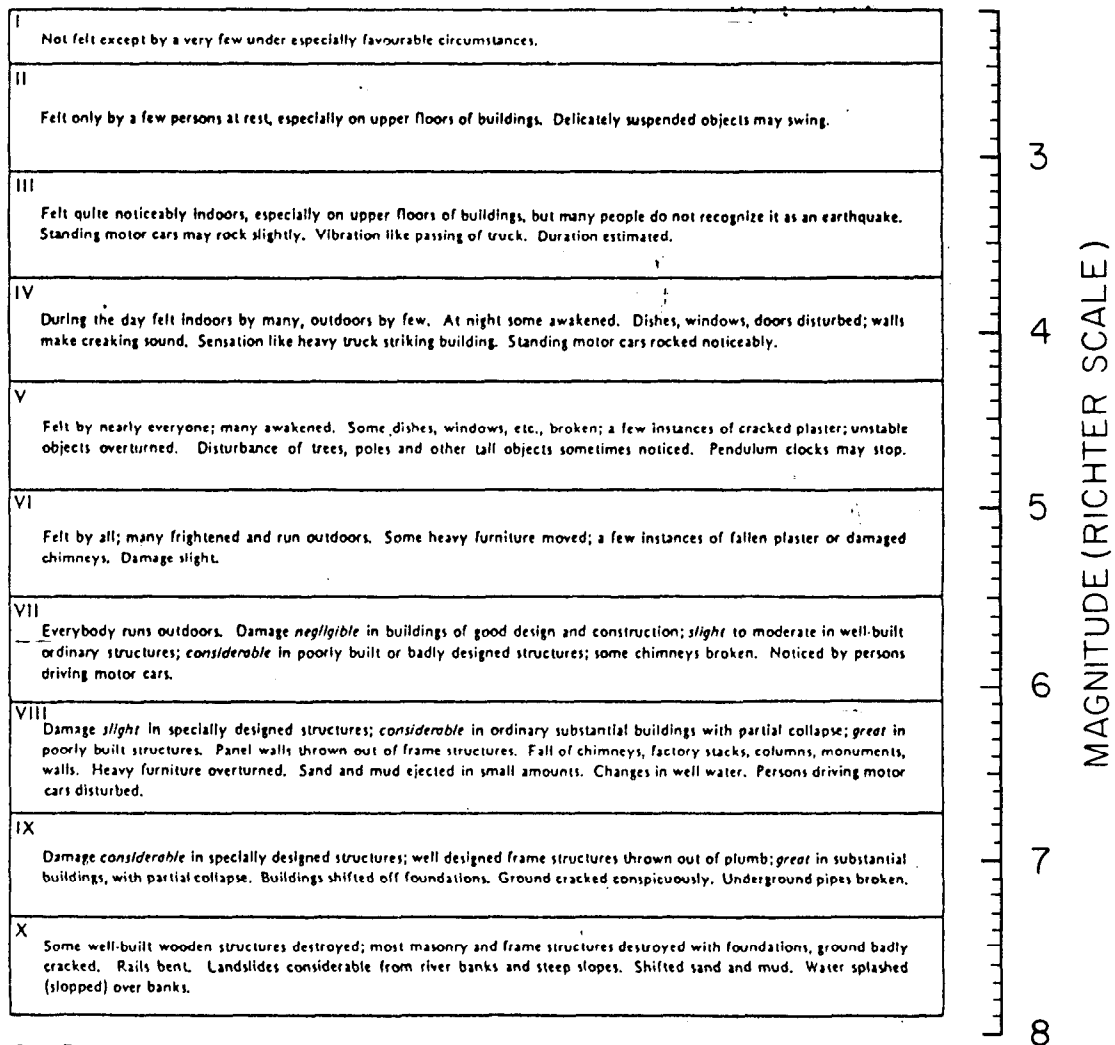 I
Not felt except by a very few under especially favourable circumstances.
II
Felt only by a few persons at rest, especially on upper floors of buildings. Delicately suspended objects may swing.
III
Felt quite noticeably indoors, especially on upper floors of buildings, but many people do not recognize it as an earthquake.
Standing motor cars may rock slightly. Vibration like passing of truck. Duration estimated.
IV
During the day felt indoors by many, outdoors by few. At night some awakened. Dishes, windows, doors disturbed; walls
make creaking sound. Sensation like heavy truck striking building. Standing motor cars rocked noticeably.
V
Felt by nearly everyone; many awakened. Some dishes, windows, etc., broken; a few instances of cracked plaster; unstable
objects overturned. Disturbance of trees, poles and other tall objects sometimes noticed. Pendulum clocks may stop.
VI
Felt by all; many frightened and run outdoors. Some heavy furniture moved; a few instances of fallen plaster or damaged
chimneys. Damage slight.
VII
Everybody runs outdoors. Damage negligible in buildings of good design and construction; slight to moderate in well-built
ordinary structures; considerable in poorly built or badly designed structures; some chimneys broken. Noticed by persons
driving motor cars.
VIII
Damage slight in specially designed structures; considerable in ordinary substantial buildings with partial collapse; great in
poorly built structures. Panel walls thrown out of frame structures. Fall of chimneys, factory stacks, columns, monuments,
walls. Heavy furniture overturned. Sand and mud ejected in small amounts. Changes in well water. Persons driving motor
cars disturbed.
IX
Damage considerable in specially designed structures; well designed frame structures thrown out of plumb; great in substantial
buildings, with partial collapse. Buildings shifted off foundations. Ground cracked conspicuously. Underground pipes broken.
X
Some well-built wooden structures destroyed; most masonry and frame structures destroyed with foundations, ground badly
cracked. Rails bent. Landslides considerable from river banks and steep slopes. Shifted sand and mud. Water splashed
(slopped) over banks.
3
4
5
6
7
8
MAGNITUDE (RICHTER SCALE)